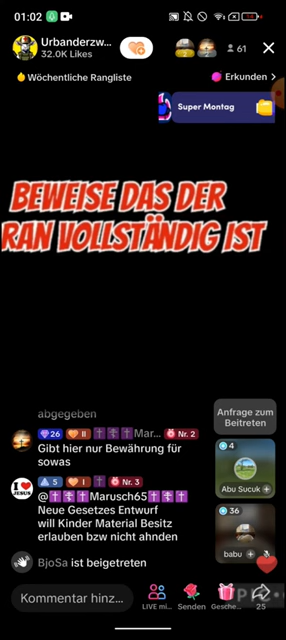 01:02
Urbanderzw...
32.0K Likes
61
Wöchentliche Rangliste
Erkunden >
Super Montag
BEWEISE DAS DER
RAN VOLLSTÄNDIG IST
abgegeben
26 II Mar... Nr. 2
Gibt hier nur Bewährung für
sowas
I ❤ JESUS
5 I Nr. 3
@✝️✝️✝️Marusch65✝️✝️✝️
Neue Gesetzes Entwurf
will Kinder Material Besitz
erlauben bzw nicht ahnden
BjoSa ist beigetreten
Anfrage zum
Beitreten
4
Abu Sucuk +
36
babu +
Kommentar hinz...
LIVE mi...
Senden
Gesche...
25